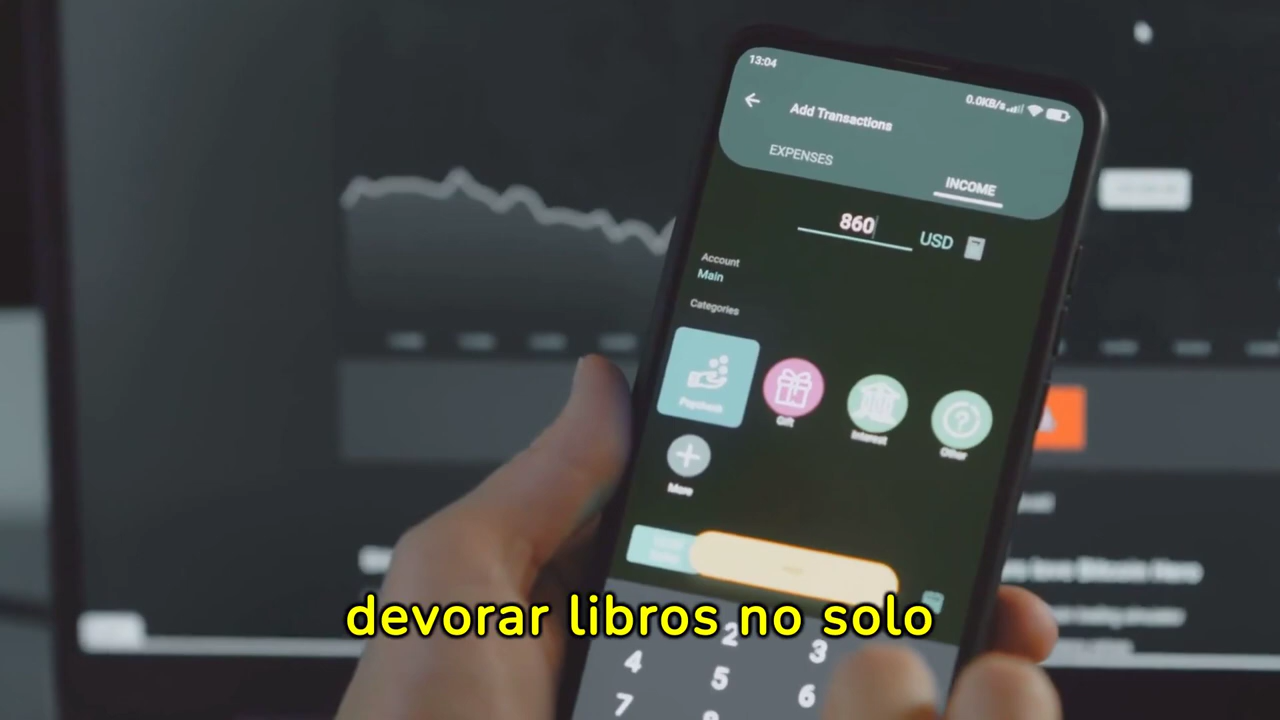 13:04
0.0KB/s
Add Transactions
EXPENSES
INCOME
860
USD
Account
Main
Categories
Paycheck
Gift
Interest
Other
More
devorar libros no solo
2
3
4
5
6
7